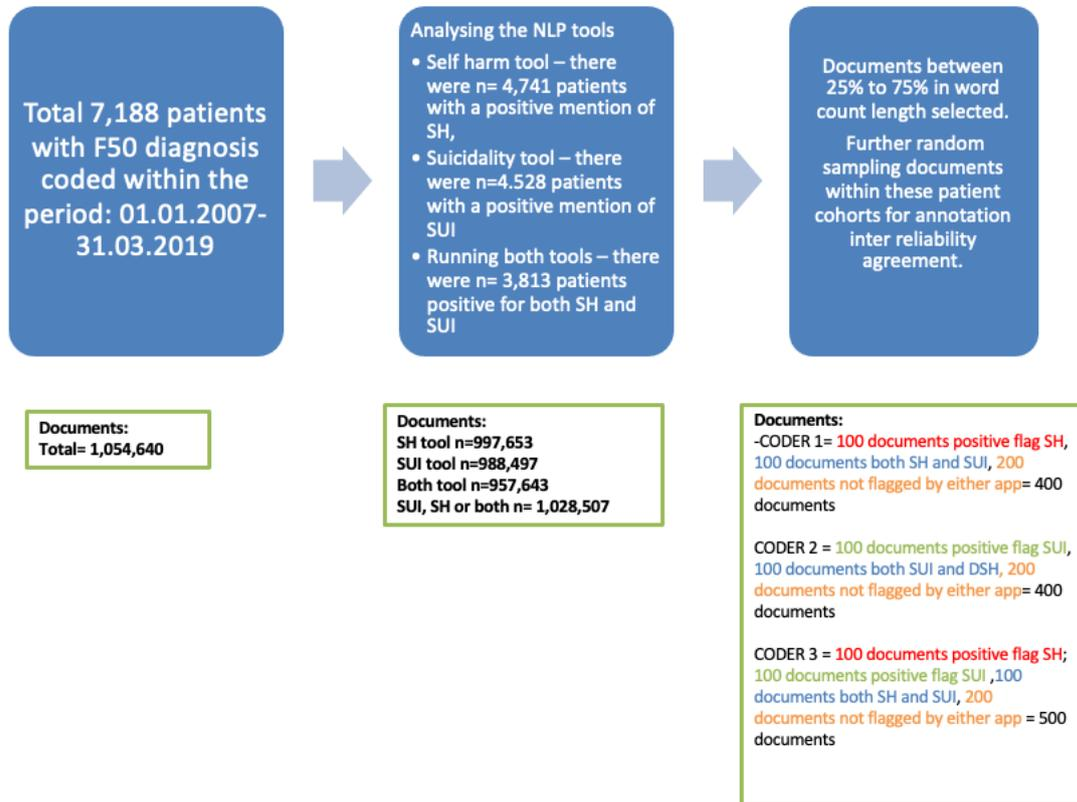 Total 7,188 patients
with F50 diagnosis
coded within the
period: 01.01.2007-
31.03.2019
Analysing the NLP tools
• Self harm tool – there
were n= 4,741 patients
with a positive mention of
SH,
• Suicidality tool – there
were n=4.528 patients
with a positive mention of
SUI
• Running both tools – there
were n= 3,813 patients
positive for both SH and
SUI
Documents between
25% to 75% in word
count length selected.
Further random
sampling documents
within these patient
cohorts for annotation
inter reliability
agreement.
Documents:
Total= 1,054,640
Documents:
SH tool n=997,653
SUI tool n=988,497
Both tool n=957,643
SUI, SH or both n= 1,028,507
Documents:
-CODER 1= 100 documents positive flag SH,
100 documents both SH and SUI, 200
documents not flagged by either app= 400
documents
CODER 2 = 100 documents positive flag SUI,
100 documents both SUI and DSH, 200
documents not flagged by either app= 400
documents
CODER 3 = 100 documents positive flag SH;
100 documents positive flag SUI ,100
documents both SH and SUI, 200
documents not flagged by either app = 500
documents